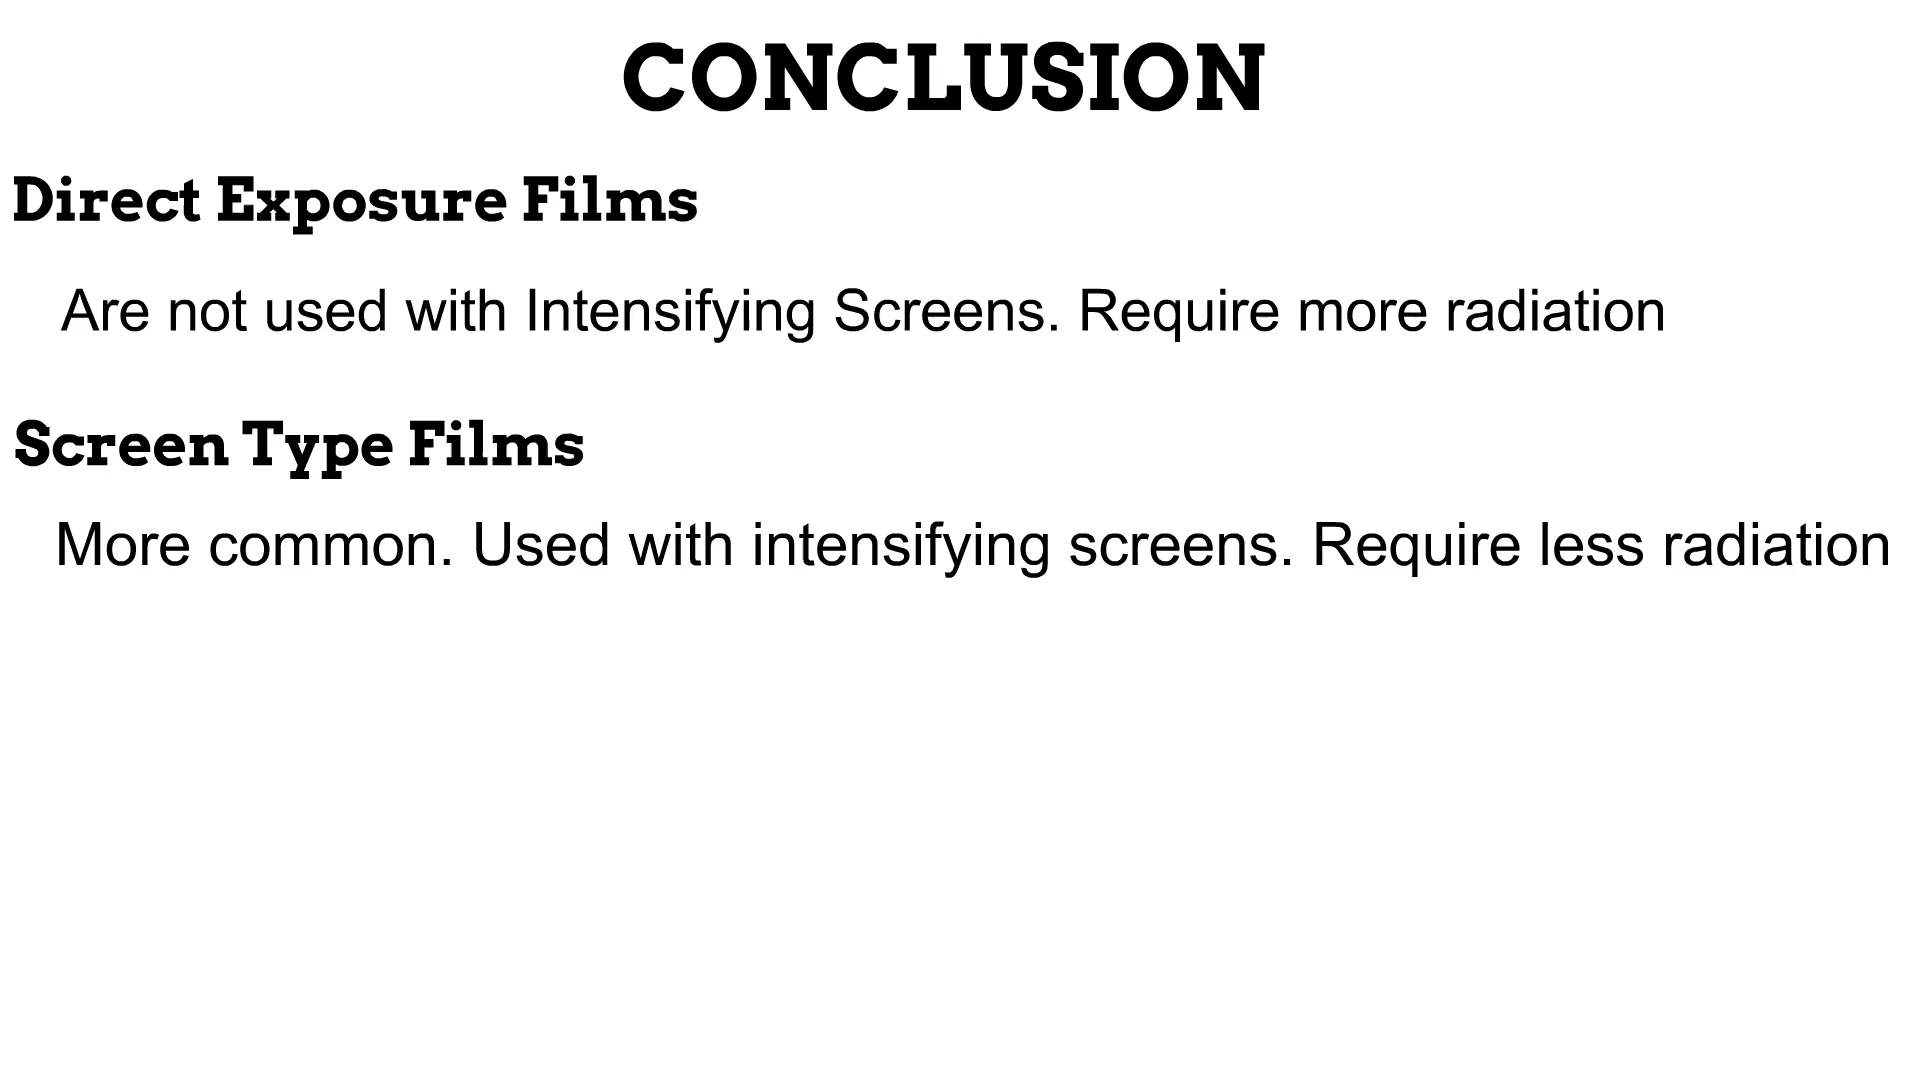 CONCLUSION
Direct Exposure Films
Are not used with Intensifying Screens. Require more radiation
Screen Type Films
More common. Used with intensifying screens. Require less radiation